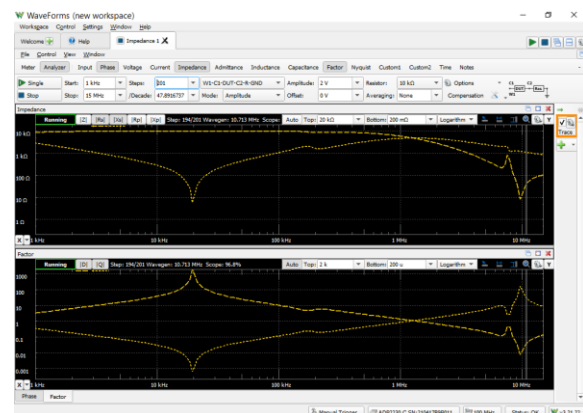 WaveForms (new workspace)
Workspace Control Settings Window Help
Welcome Help Impedance 1
File Control View Window
Meter Analyzer Input Phase Voltage Current Impedance Admittance Inductance Capacitance Factor Nyquist Custom1 Custom2 Time Notes
Single Start: 1 kHz Steps: 201 W1-C1-DUT-C2-R-GND Amplitude: 2 V Resistor: 10 kΩ Options
Stop Stop: 15 MHz /Decade: 47.8916737 Mode: Amplitude Offset: 0 V Averaging: None Compensation
Impedance
Running |Z| |Rs| |Xs| |Rp| |Xp| Step: 194/201 Wavegen: 10.713 MHz Scope: Auto Top: 20 kΩ Bottom: 200 mΩ Logarithm
Trace
10 kΩ
1 kΩ
100 Ω
10 Ω
1 Ω
X 1 kHz 10 kHz 100 kHz 1 MHz 10 MHz
Factor
Running |D| |Q| Step: 194/201 Wavegen: 10.713 MHz Scope: 96.8% Auto Top: 2 k Bottom: 200 u Logarithm
1000
100
10
1
0.1
0.01
0.001
X 1 kHz 10 kHz 100 kHz 1 MHz 10 MHz
Phase Factor
Manual Trigger 100 MHz Status: OK